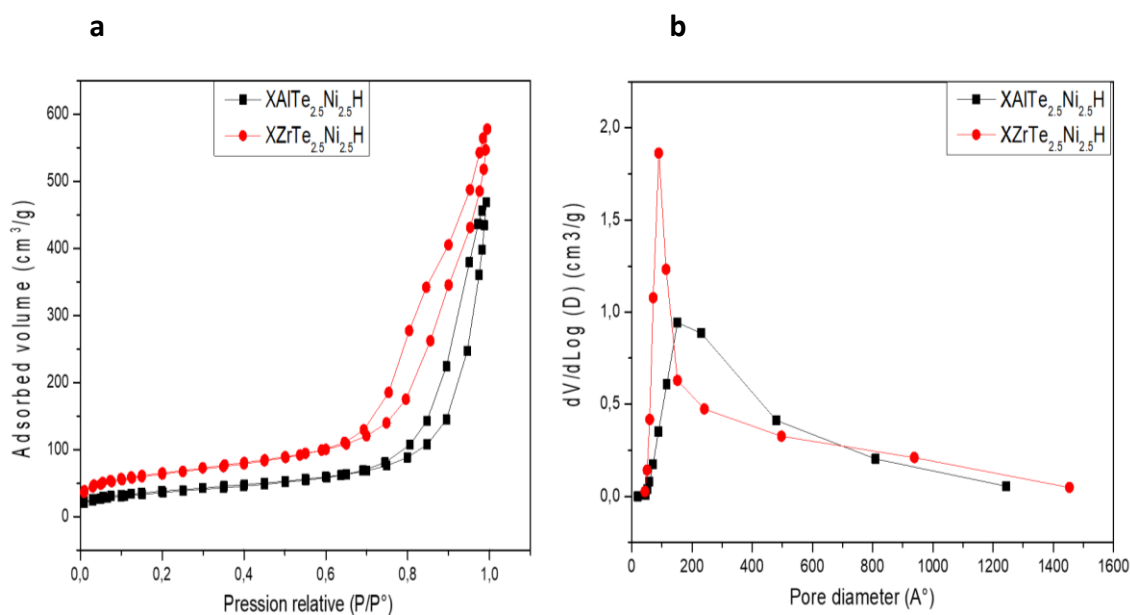 a
XAlTe2.5Ni2.5H
XZrTe2.5Ni2.5H
600
500
400
300
200
100
0
Adsorbed volume (cm³/g)
0,0 0,2 0,4 0,6 0,8 1,0
Pression relative (P/P°)
b
XAlTe2.5Ni2.5H
XZrTe2.5Ni2.5H
2,0
1,5
1,0
0,5
0,0
dV/dLog (D) (cm3/g)
0 200 400 600 800 1000 1200 1400 1600
Pore diameter (A°)